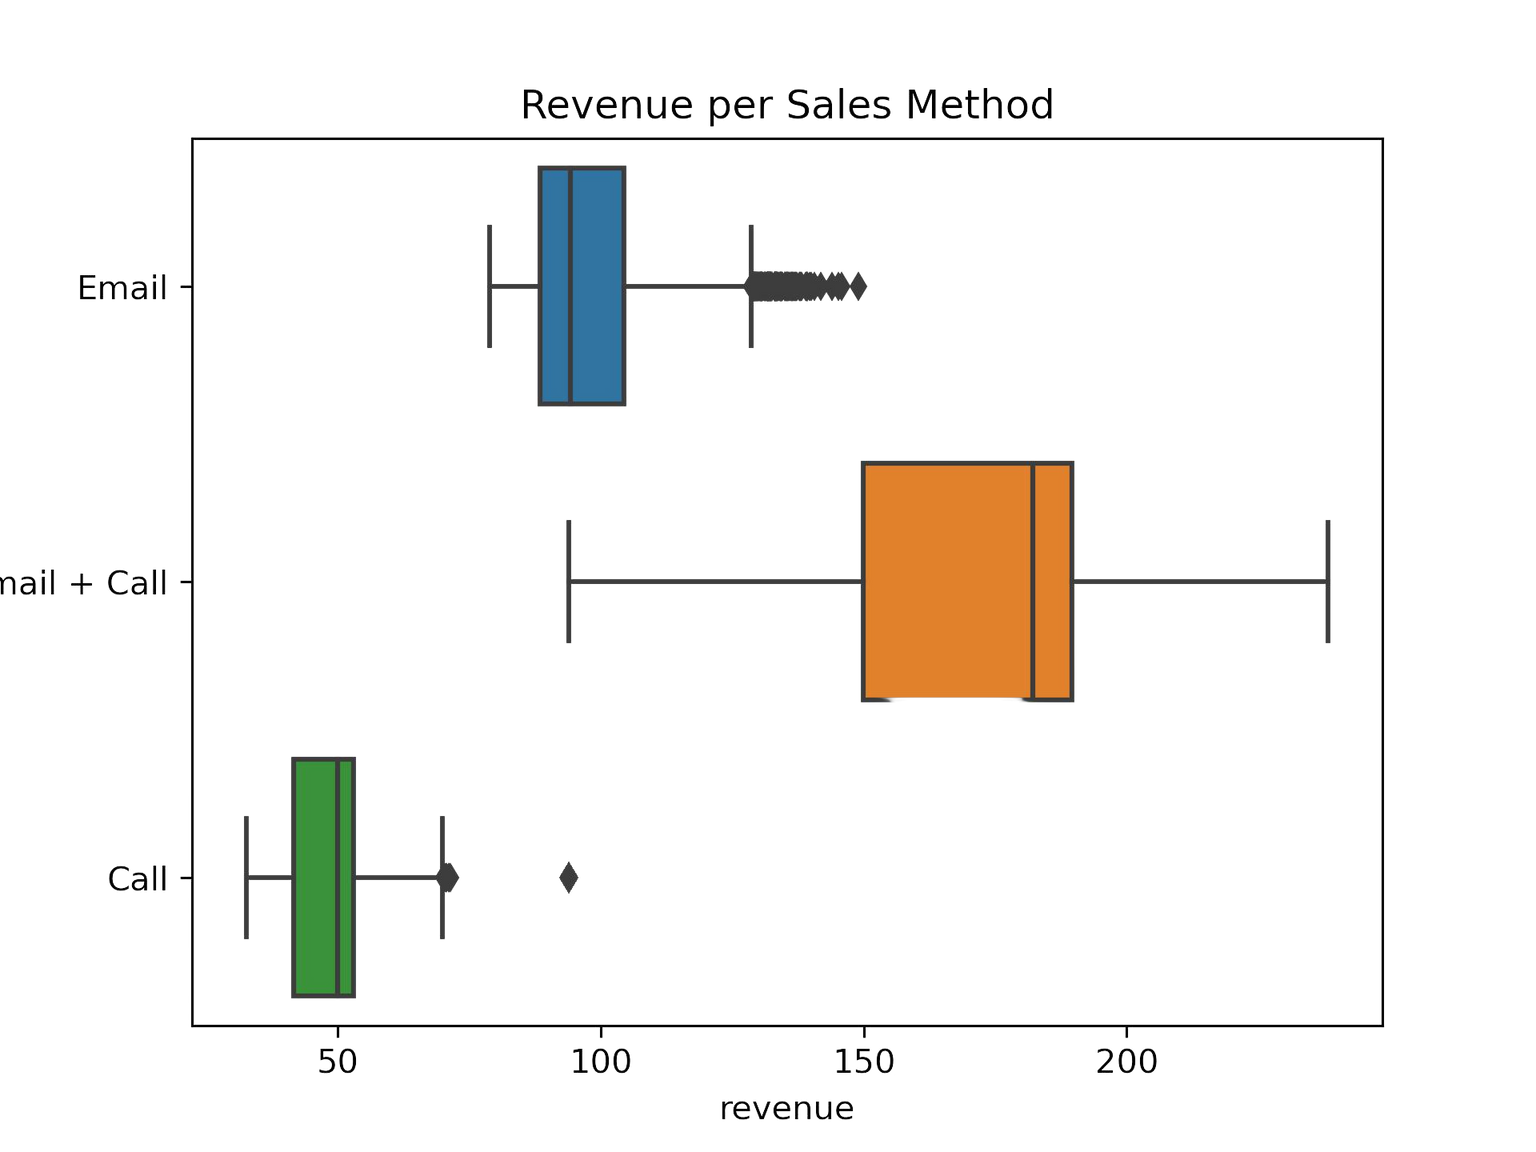 Revenue per Sales Method
Email
mail + Call
Call
50 100 150 200
revenue